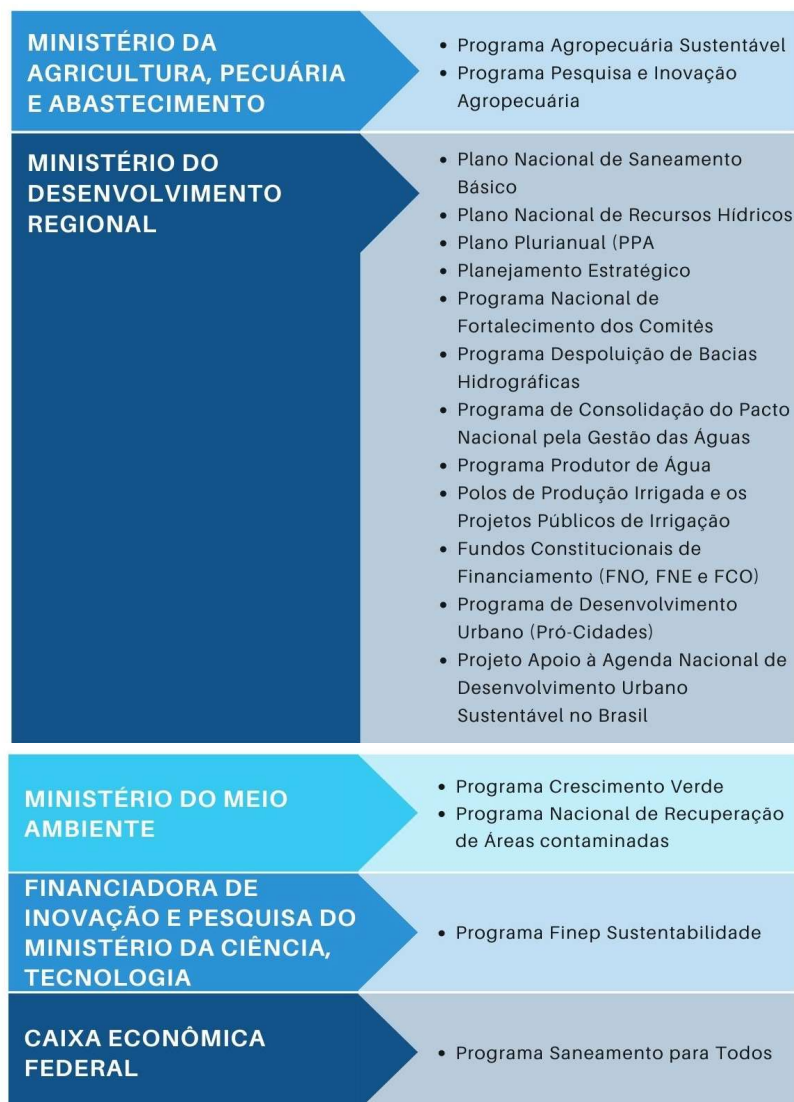 MINISTÉRIO DA
AGRICULTURA, PECUÁRIA
E ABASTECIMENTO
• Programa Agropecuária Sustentável
• Programa Pesquisa e Inovação
Agropecuária
MINISTÉRIO DO
DESENVOLVIMENTO
REGIONAL
• Plano Nacional de Saneamento
Básico
• Plano Nacional de Recursos Hídricos
• Plano Plurianual (PPA
• Planejamento Estratégico
• Programa Nacional de
Fortalecimento dos Comitês
• Programa Despoluição de Bacias
Hidrográficas
• Programa de Consolidação do Pacto
Nacional pela Gestão das Águas
• Programa Produtor de Água
• Polos de Produção Irrigada e os
Projetos Públicos de Irrigação
• Fundos Constitucionais de
Financiamento (FNO, FNE e FCO)
• Programa de Desenvolvimento
Urbano (Pró-Cidades)
• Projeto Apoio à Agenda Nacional de
Desenvolvimento Urbano
Sustentável no Brasil
MINISTÉRIO DO MEIO
AMBIENTE
• Programa Crescimento Verde
• Programa Nacional de Recuperação
de Áreas contaminadas
FINANCIADORA DE
INOVAÇÃO E PESQUISA DO
MINISTÉRIO DA CIÊNCIA,
TECNOLOGIA
• Programa Finep Sustentabilidade
CAIXA ECONÔMICA
FEDERAL
• Programa Saneamento para Todos